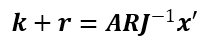 k + r = ARJ⁻¹x′